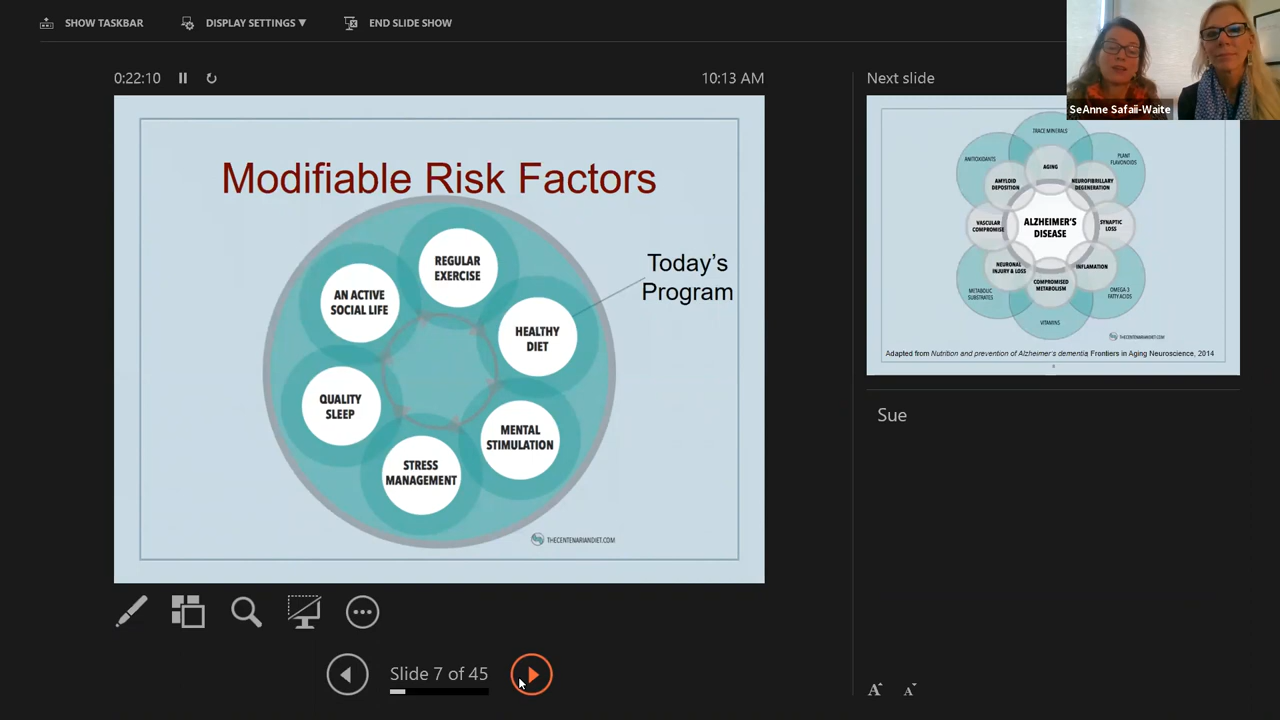 SHOW TASKBAR
DISPLAY SETTINGS ▼
END SLIDE SHOW
SeAnne Safaii-Waite
0:22:10
10:13 AM
Modifiable Risk Factors
REGULAR
EXERCISE
AN ACTIVE
SOCIAL LIFE
Today's
Program
HEALTHY
DIET
QUALITY
SLEEP
MENTAL
STIMULATION
STRESS
MANAGEMENT
THECENTENARIANDIET.COM
Slide 7 of 45
Next slide
TRACE MINERALS
ANTIOXIDANTS
PLANT
FLAVONOIDS
AGING
AMYLOID
DEPOSITION
NEUROFIBRILLARY
DEGENERATION
VASCULAR
COMPROMISE
ALZHEIMER'S
DISEASE
SYNAPTIC
LOSS
NEURONAL
INJURY & LOSS
INFLAMATION
COMPROMISED
METABOLISM
METABOLIC
SUBSTRATES
OMEGA-3
FATTY ACIDS
VITAMINS
THECENTENARIANDIET.COM
Adapted from Nutrition and prevention of Alzheimer's dementia, Frontiers in Aging Neuroscience, 2014
Sue
A A